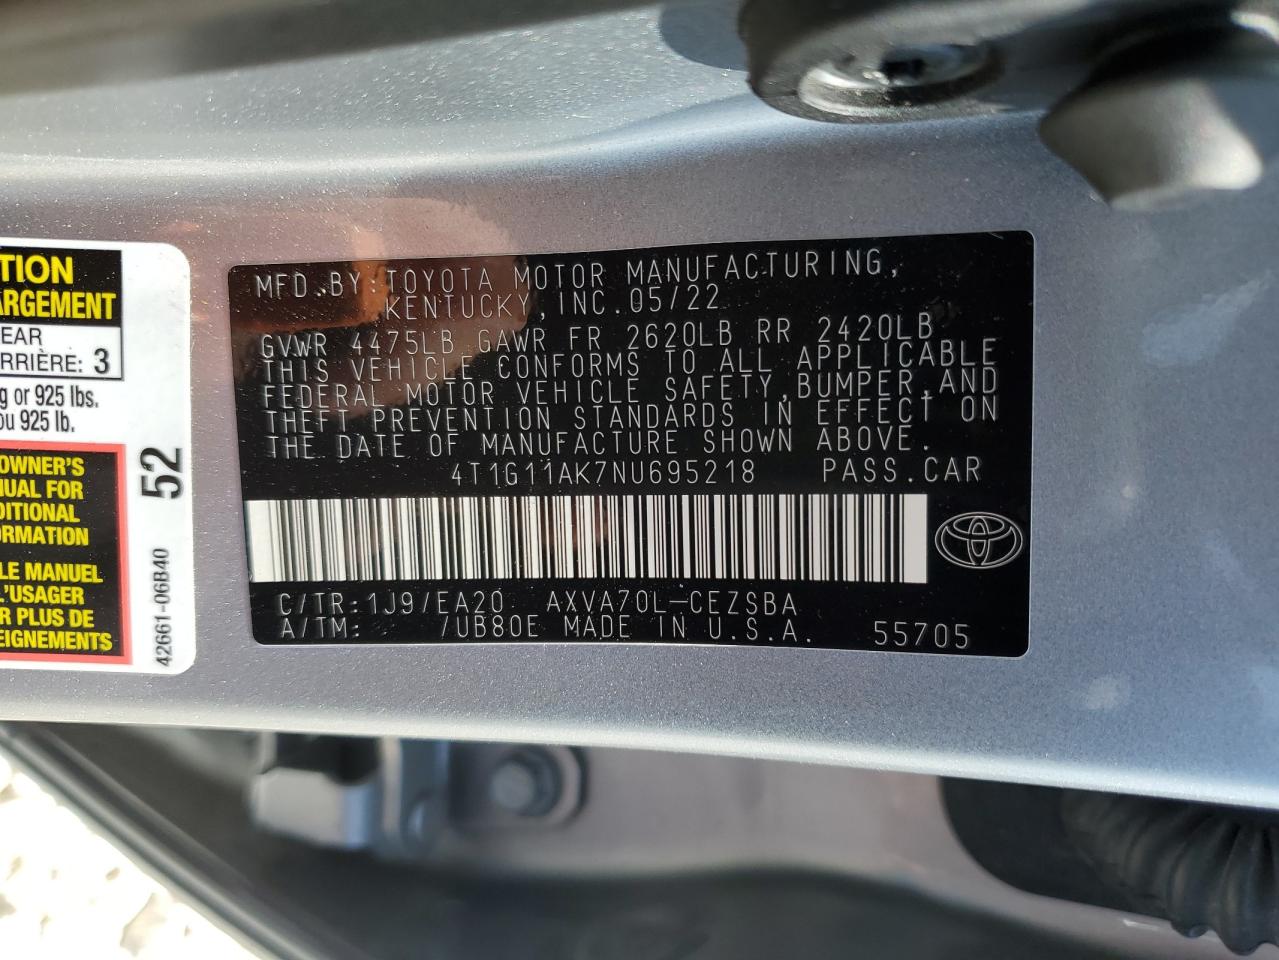 TION
ARGEMENT
EAR
RRIÈRE: 3
g or 925 lbs.
ou 925 lb.
OWNER'S
NUAL FOR
DITIONAL
ORMATION
LE MANUEL
L'USAGER
R PLUS DE
EIGNEMENTS
52
42661-06B40
MFD. BY: TOYOTA MOTOR MANUFACTURING,
KENTUCKY, INC. 05/22
GVWR 4475LB GAWR FR 2620LB RR 2420LB
THIS VEHICLE CONFORMS TO ALL APPLICABLE
FEDERAL MOTOR VEHICLE SAFETY, BUMPER, AND
THEFT PREVENTION STANDARDS IN EFFECT ON
THE DATE OF MANUFACTURE SHOWN ABOVE.
4T1G11AK7NU695218 PASS.CAR
C/TR: 1J9/EA20 AXVA70L-CEZSBA
A/TM: /UB80E MADE IN U.S.A. 55705